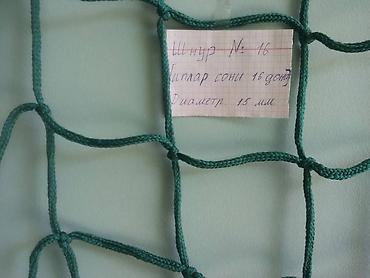 Шнур № 16
(иплар сони 16 дона)
Диаметр 15 мм